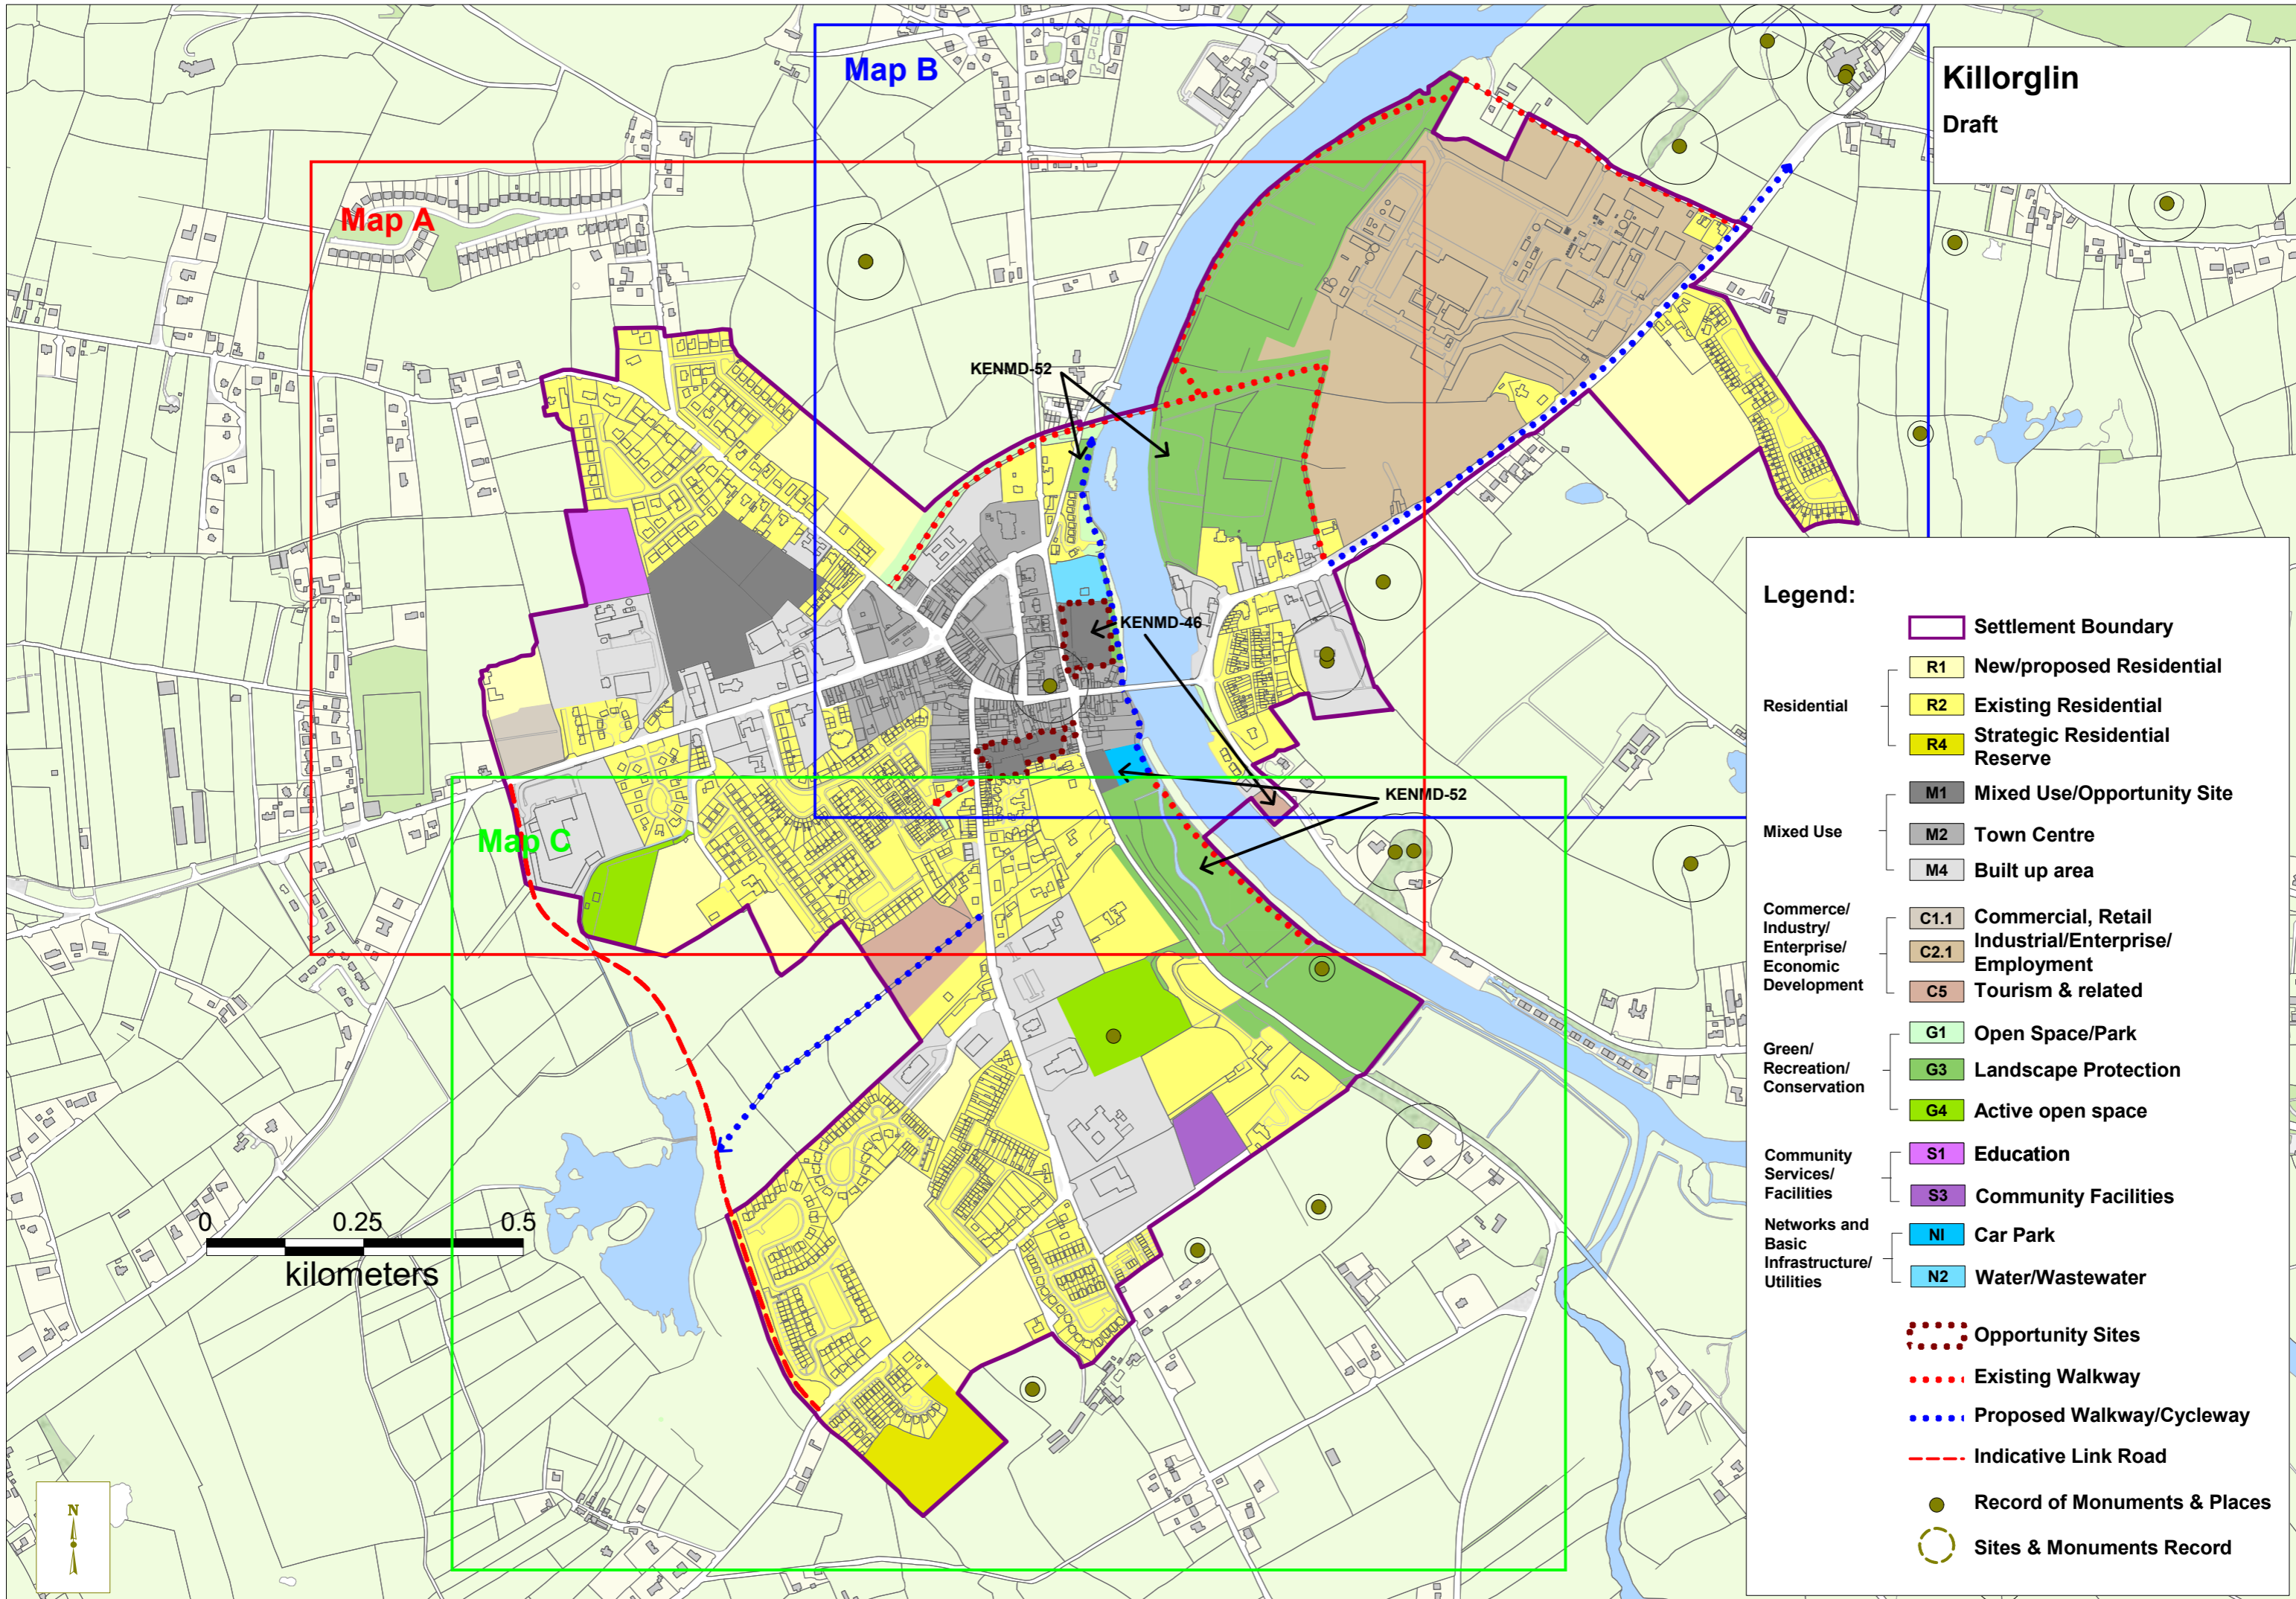 Killorglin
Draft
Map B
Map A
KENMD-52
KENMD-46
KENMD-52
Map C
0 0.25 0.5
kilometers
N
Legend:
Settlement Boundary
Residential
R1 New/proposed Residential
R2 Existing Residential
R4 Strategic Residential
Reserve
Mixed Use
M1 Mixed Use/Opportunity Site
M2 Town Centre
M4 Built up area
Commerce/
Industry/
Enterprise/
Economic
Development
C1.1 Commercial, Retail
C2.1 Industrial/Enterprise/
Employment
C5 Tourism & related
Green/
Recreation/
Conservation
G1 Open Space/Park
G3 Landscape Protection
G4 Active open space
Community
Services/
Facilities
S1 Education
S3 Community Facilities
Networks and
Basic
Infrastructure/
Utilities
NI Car Park
N2 Water/Wastewater
Opportunity Sites
Existing Walkway
Proposed Walkway/Cycleway
Indicative Link Road
Record of Monuments & Places
Sites & Monuments Record